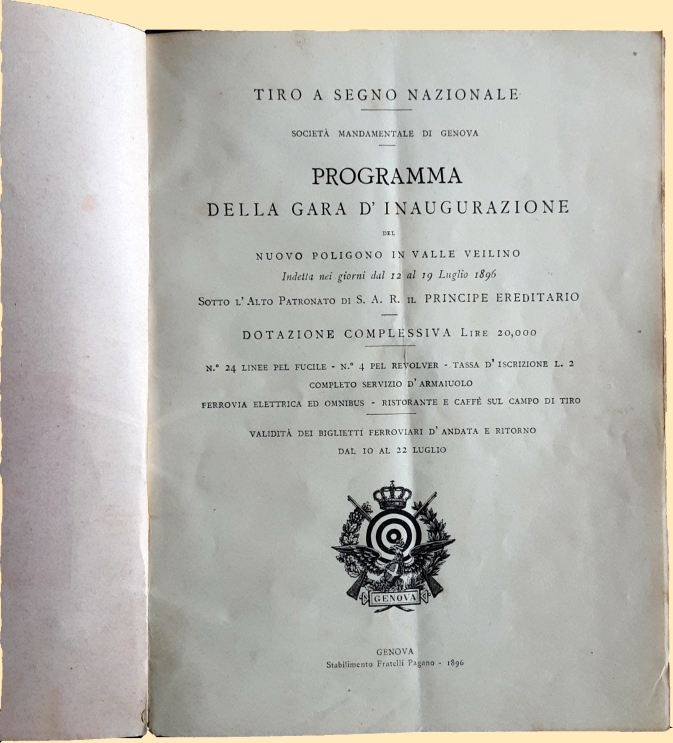 TIRO A SEGNO NAZIONALE
SOCIETÀ MANDAMENTALE DI GENOVA
PROGRAMMA
DELLA GARA D'INAUGURAZIONE
DEL
NUOVO POLIGONO IN VALLE VEILINO
Indetta nei giorni dal 12 al 19 Luglio 1896
SOTTO L'ALTO PATRONATO DI S. A. R. IL PRINCIPE EREDITARIO
DOTAZIONE COMPLESSIVA LIRE 20,000
N.° 24 LINEE PEL FUCILE - N.° 4 PEL REVOLVER - TASSA D'ISCRIZIONE L. 2
COMPLETO SERVIZIO D'ARMAIUOLO
FERROVIA ELETTRICA ED OMNIBUS - RISTORANTE E CAFFÉ SUL CAMPO DI TIRO
VALIDITÀ DEI BIGLIETTI FERROVIARI D'ANDATA E RITORNO
DAL 10 AL 22 LUGLIO
GENOVA
GENOVA
Stabilimento Fratelli Pagano - 1896